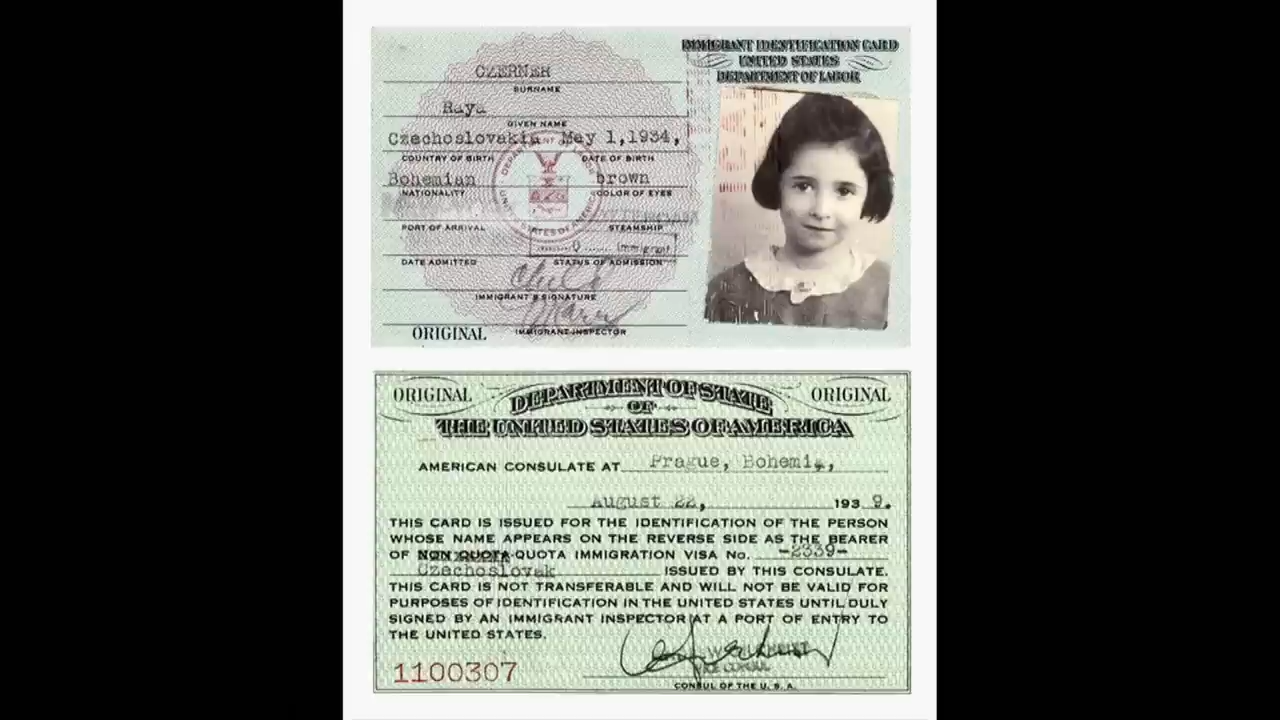 IMMIGRANT IDENTIFICATION CARD
UNITED STATES
DEPARTMENT OF LABOR
CZERNER
SURNAME
Raya
GIVEN NAME
Czechoslovakia May 1,1934,
COUNTRY OF BIRTH DATE OF BIRTH
Bohemian brown
NATIONALITY COLOR OF EYES
PORT OF ARRIVAL STEAMSHIP
Immigrant
DATE ADMITTED STATUS OF ADMISSION
IMMIGRANT'S SIGNATURE
ORIGINAL IMMIGRANT INSPECTOR
ORIGINAL DEPARTMENT OF STATE ORIGINAL
OF
THE UNITED STATES OF AMERICA
AMERICAN CONSULATE AT Prague, Bohemia,
August 22, 1939.
THIS CARD IS ISSUED FOR THE IDENTIFICATION OF THE PERSON
WHOSE NAME APPEARS ON THE REVERSE SIDE AS THE BEARER
OF NON QUOTA-QUOTA IMMIGRATION VISA No. -2339-
Czechoslovak ISSUED BY THIS CONSULATE.
THIS CARD IS NOT TRANSFERABLE AND WILL NOT BE VALID FOR
PURPOSES OF IDENTIFICATION IN THE UNITED STATES UNTIL DULY
SIGNED BY AN IMMIGRANT INSPECTOR AT A PORT OF ENTRY TO
THE UNITED STATES.
VICE CONSUL
1100307
CONSUL OF THE U. S. A.